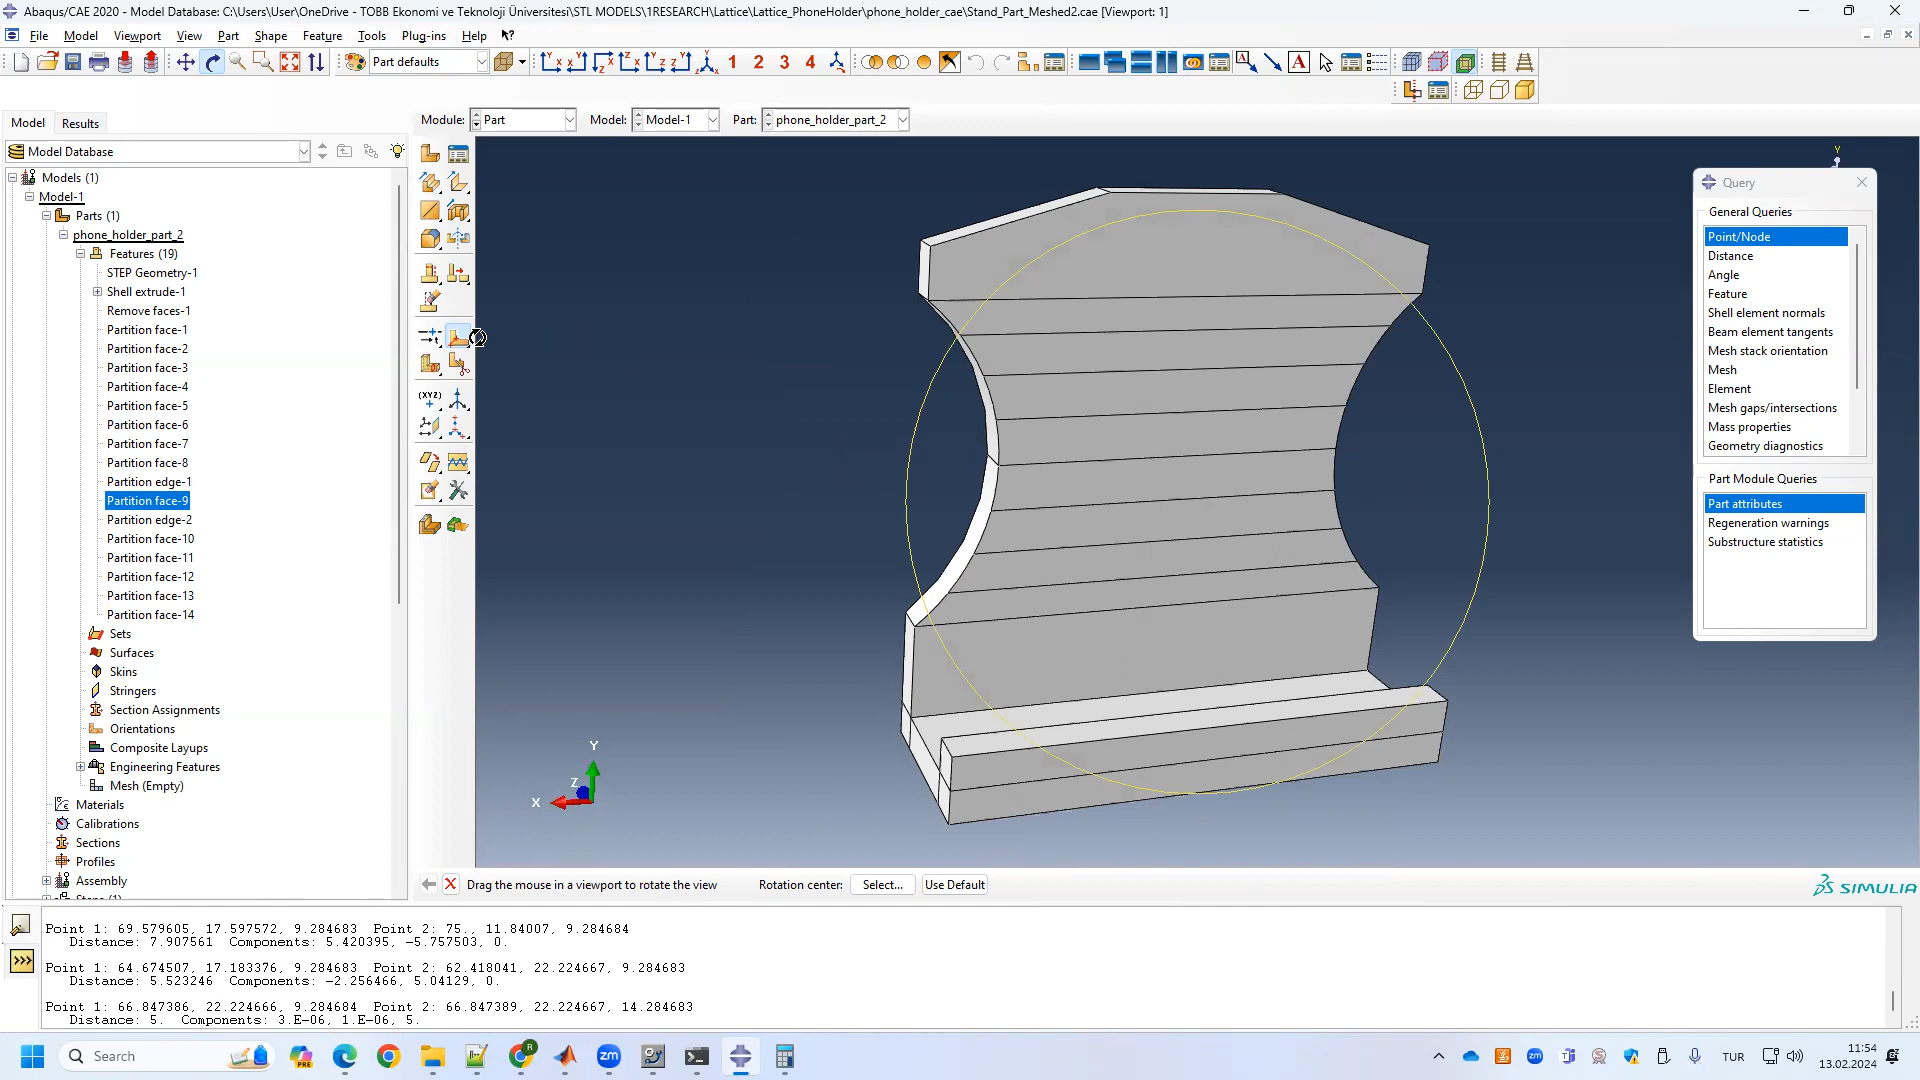 Abaqus/CAE 2020 - Model Database: C:\Users\User\OneDrive - TOBB Ekonomi ve Teknoloji Üniversitesi\STL MODELS\1RESEARCH\Lattice\Lattice_PhoneHolder\phone_holder_cae\Stand_Part_Meshed2.cae [Viewport: 1]
File Model Viewport View Part Shape Feature Tools Plug-ins Help
Part defaults
1 2 3 4
Model Results
Module: Part Model: Model-1 Part: phone_holder_part_2
Model Database
Models (1)
Model-1
Parts (1)
phone_holder_part_2
Features (19)
STEP Geometry-1
Shell extrude-1
Remove faces-1
Partition face-1
Partition face-2
Partition face-3
Partition face-4
Partition face-5
Partition face-6
Partition face-7
Partition face-8
Partition edge-1
Partition face-9
Partition edge-2
Partition face-10
Partition face-11
Partition face-12
Partition face-13
Partition face-14
Sets
Surfaces
Skins
Stringers
Section Assignments
Orientations
Composite Layups
Engineering Features
Mesh (Empty)
Materials
Calibrations
Sections
Profiles
Assembly
(XYZ)
Y
Y
Z
X
Query
General Queries
Point/Node
Distance
Angle
Feature
Shell element normals
Beam element tangents
Mesh stack orientation
Mesh
Element
Mesh gaps/intersections
Mass properties
Geometry diagnostics
Part Module Queries
Part attributes
Regeneration warnings
Substructure statistics
Drag the mouse in a viewport to rotate the view Rotation center: Select... Use Default
SIMULIA
Point 1: 69.579605, 17.597572, 9.284683 Point 2: 75., 11.84007, 9.284684
Distance: 7.907561 Components: 5.420395, -5.757503, 0.
Point 1: 64.674507, 17.183376, 9.284683 Point 2: 62.418041, 22.224667, 9.284683
Distance: 5.523246 Components: -2.256466, 5.04129, 0.
Point 1: 66.847386, 22.224666, 9.284684 Point 2: 66.847389, 22.224667, 14.284683
Distance: 5. Components: 3.E-06, 1.E-06, 5.
>>>
Search
PRE
R
zm
zm
TUR
11:54
13.02.2024